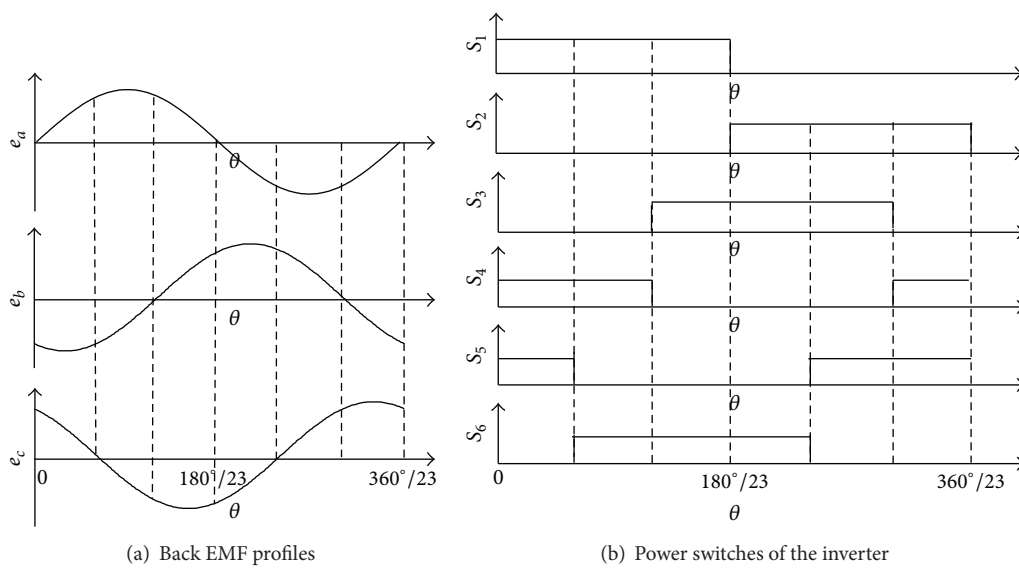 e_a
θ
e_b
θ
e_c
0
180°/23
360°/23
θ
(a) Back EMF profiles
S_1
θ
S_2
θ
S_3
θ
S_4
θ
S_5
θ
S_6
0
180°/23
360°/23
θ
(b) Power switches of the inverter